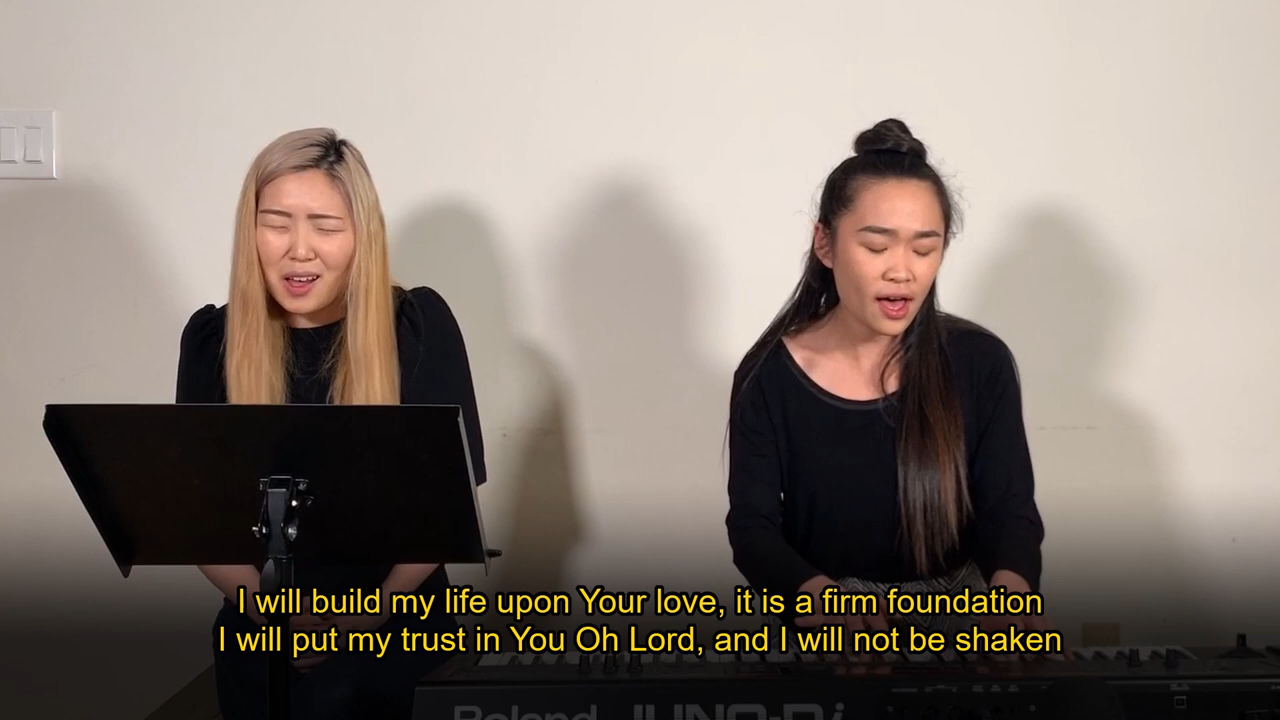 I will build my life upon Your love, it is a firm foundation
I will put my trust in You Oh Lord, and I will not be shaken
Roland JUNO-Di